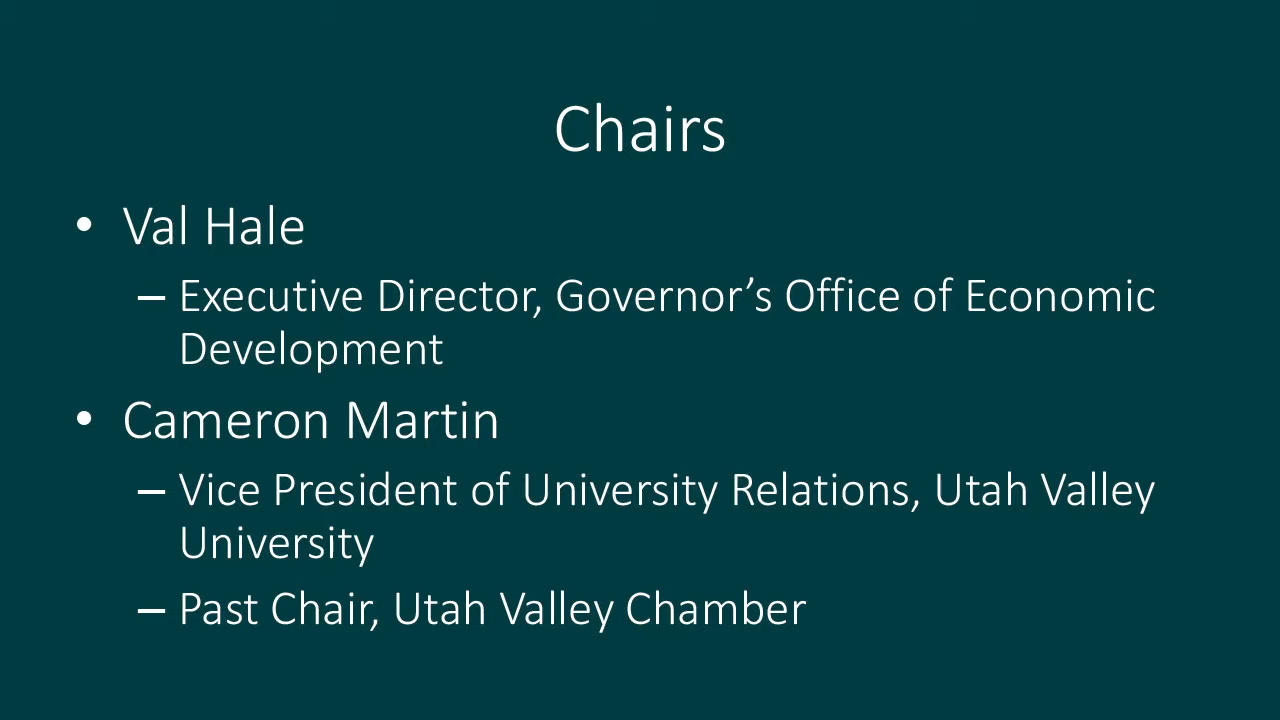 Chairs
• Val Hale
– Executive Director, Governor’s Office of Economic
Development
• Cameron Martin
– Vice President of University Relations, Utah Valley
University
– Past Chair, Utah Valley Chamber